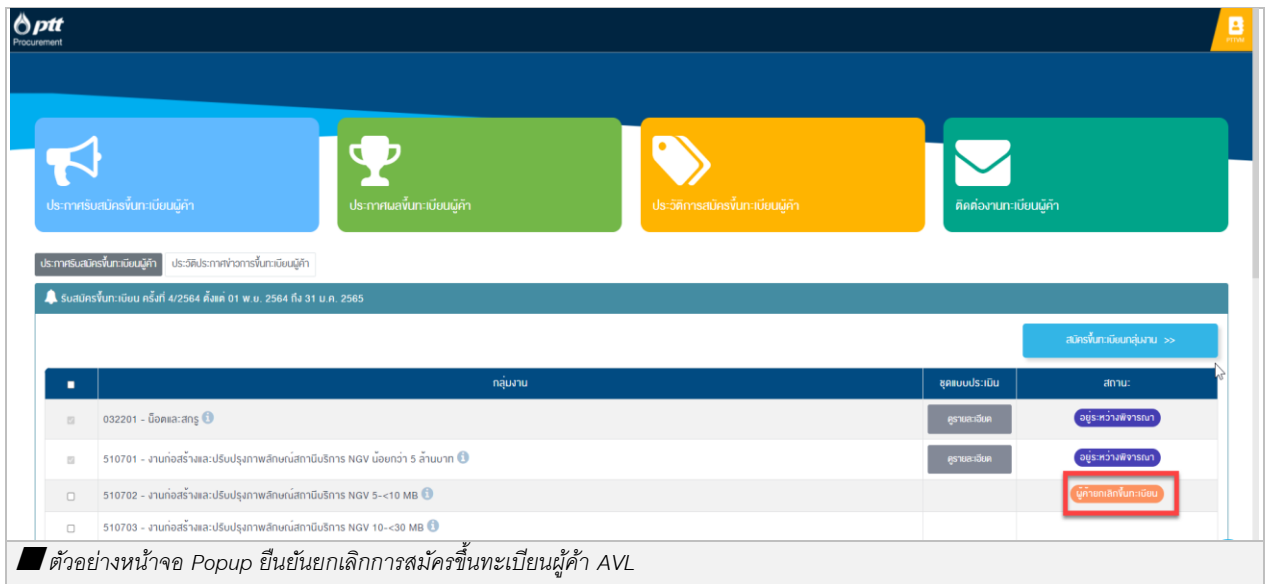 ptt
Procurement
PTTVM
ประกาศรับสมัครขึ้นทะเบียนผู้ค้า
ประกาศผลขึ้นทะเบียนผู้ค้า
ประวัติการสมัครขึ้นทะเบียนผู้ค้า
ติดต่องานทะเบียนผู้ค้า
ประกาศรับสมัครขึ้นทะเบียนผู้ค้า ประวัติประกาศข่าวการขึ้นทะเบียนผู้ค้า
รับสมัครขึ้นทะเบียน ครั้งที่ 4/2564 ตั้งแต่ 01 พ.ย. 2564 ถึง 31 ม.ค. 2565
สมัครขึ้นทะเบียนกลุ่มงาน >>
กลุ่มงาน ชุดแบบประเมิน สถานะ
032201 - น็อตและสกรู ดูรายละเอียด อยู่ระหว่างพิจารณา
510701 - งานก่อสร้างและปรับปรุงภาพลักษณ์สถานีบริการ NGV น้อยกว่า 5 ล้านบาท ดูรายละเอียด อยู่ระหว่างพิจารณา
510702 - งานก่อสร้างและปรับปรุงภาพลักษณ์สถานีบริการ NGV 5-<10 MB ผู้ค้ายกเลิกขึ้นทะเบียน
510703 - งานก่อสร้างและปรับปรุงภาพลักษณ์สถานีบริการ NGV 10-<30 MB
ตัวอย่างหน้าจอ Popup ยืนยันยกเลิกการสมัครขึ้นทะเบียนผู้ค้า AVL